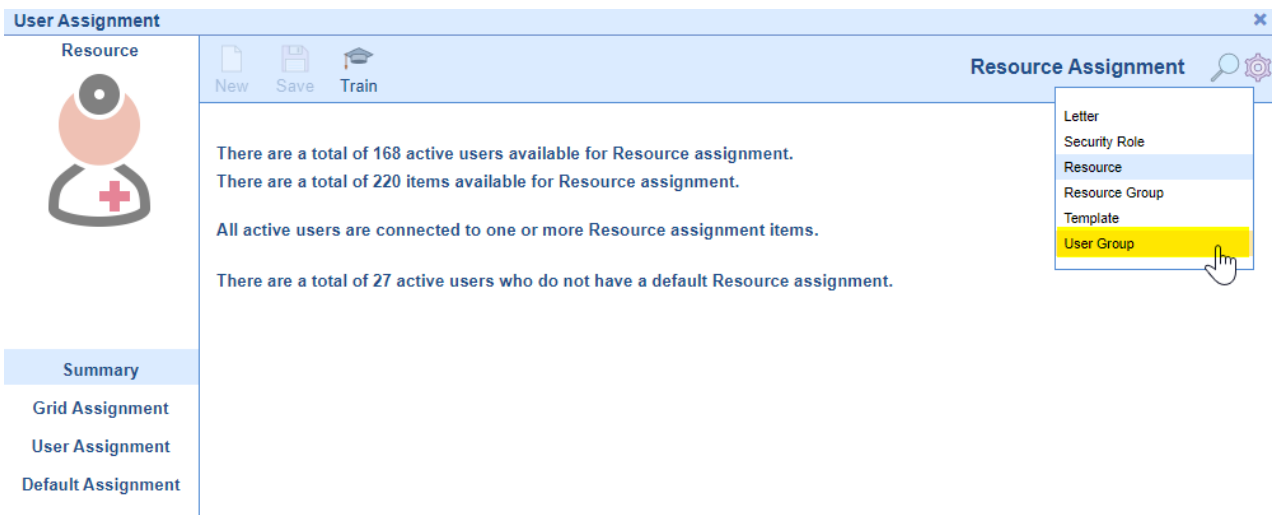 User Assignment
Resource
New Save Train
Resource Assignment
Letter
Security Role
Resource
Resource Group
Template
User Group
There are a total of 168 active users available for Resource assignment.
There are a total of 220 items available for Resource assignment.
All active users are connected to one or more Resource assignment items.
There are a total of 27 active users who do not have a default Resource assignment.
Summary
Grid Assignment
User Assignment
Default Assignment